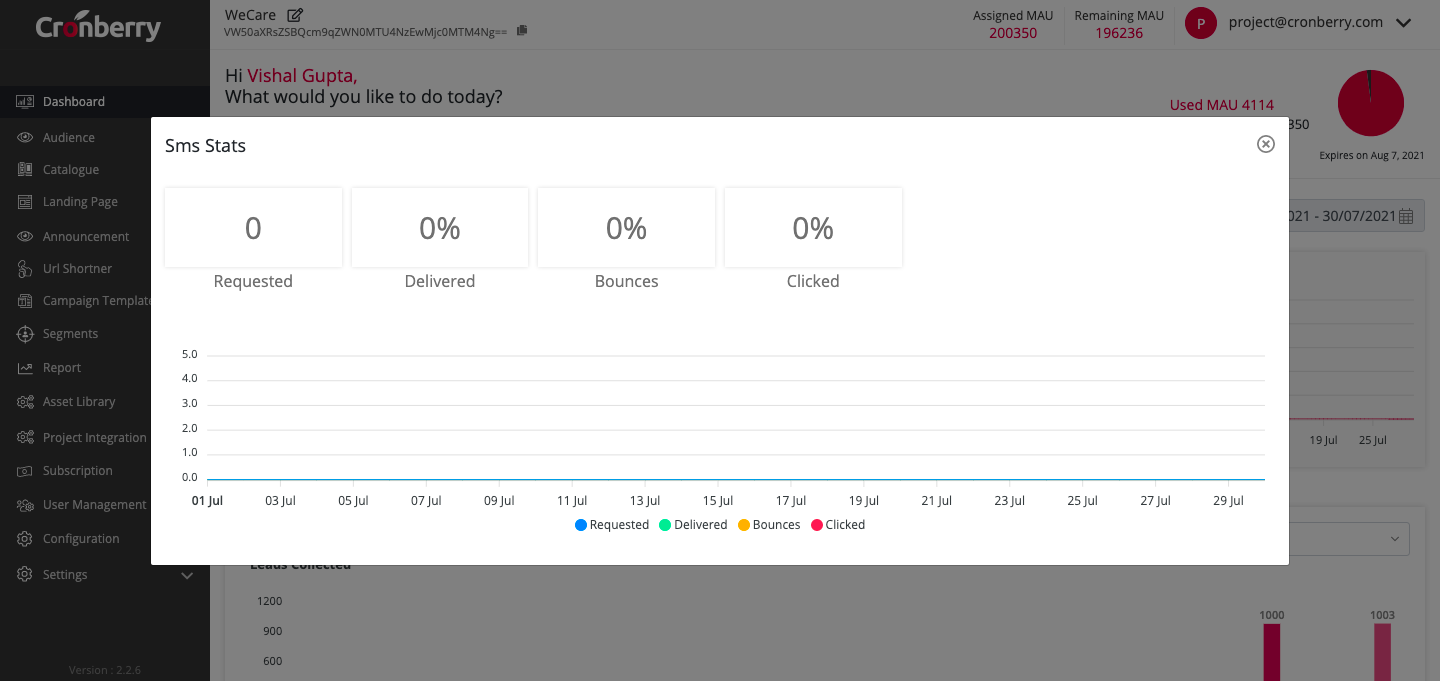 Cronberry
WeCare
VW50aXRsZSBQcm9qZWN0MTU4NzEwMjc0MTM4MTM4Ng==
Assigned MAU
200350
Remaining MAU
196236
P
project@cronberry.com
Hi Vishal Gupta,
What would you like to do today?
Used MAU 4114
350
Expires on Aug 7, 2021
021 - 30/07/2021
Dashboard
Audience
Catalogue
Landing Page
Announcement
Url Shortner
Campaign Template
Segments
Report
Asset Library
Project Integration
Subscription
User Management
Configuration
Settings
Version : 2.2.6
Sms Stats
0
0%
0%
0%
Requested
Delivered
Bounces
Clicked
5.0
4.0
3.0
2.0
1.0
0.0
01 Jul
03 Jul
05 Jul
07 Jul
09 Jul
11 Jul
13 Jul
15 Jul
17 Jul
19 Jul
21 Jul
23 Jul
25 Jul
27 Jul
29 Jul
Requested
Delivered
Bounces
Clicked
19 Jul
25 Jul
Leads Collected
1200
900
600
1000
1003